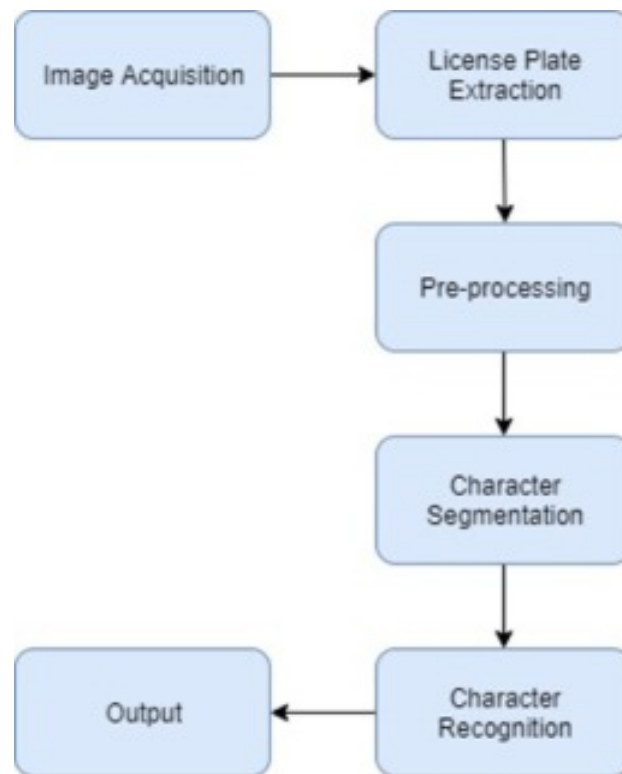 Image Acquisition
License Plate
Extraction
Pre-processing
Character
Segmentation
Character
Recognition
Output